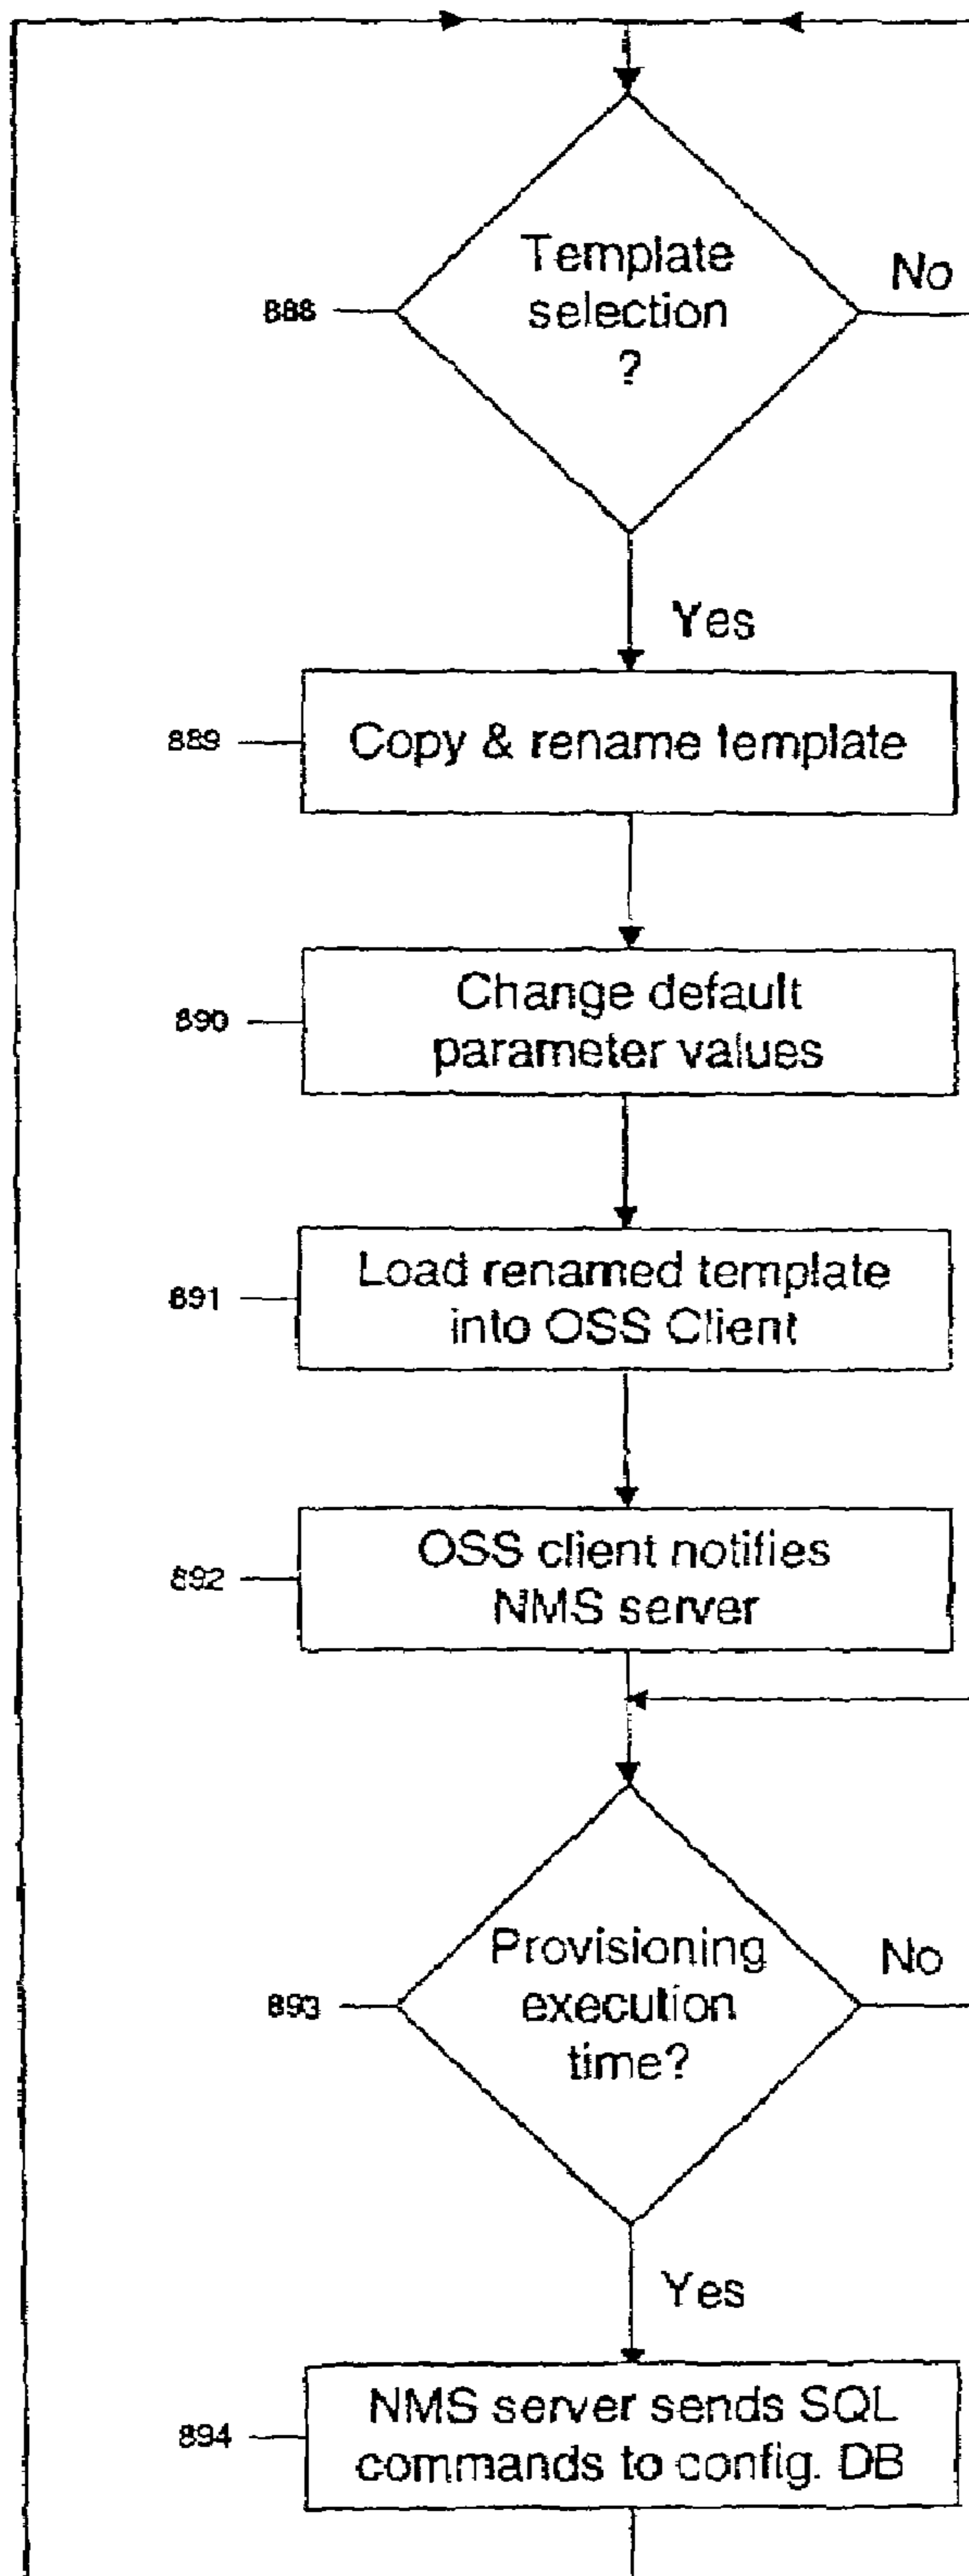 Template
selection
?
No
888
Yes
889
Copy & rename template
890
Change default
parameter values
891
Load renamed template
into OSS Client
892
OSS client notifies
NMS server
893
Provisioning
execution
time?
No
Yes
894
NMS server sends SQL
commands to config. DB